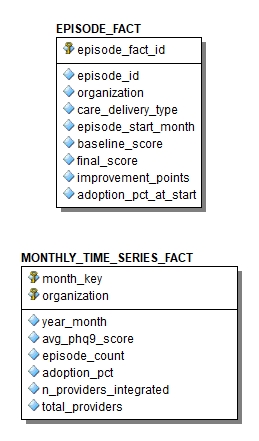 EPISODE_FACT
episode_fact_id
episode_id
organization
care_delivery_type
episode_start_month
baseline_score
final_score
improvement_points
adoption_pct_at_start
MONTHLY_TIME_SERIES_FACT
month_key
organization
year_month
avg_phq9_score
episode_count
adoption_pct
n_providers_integrated
total_providers